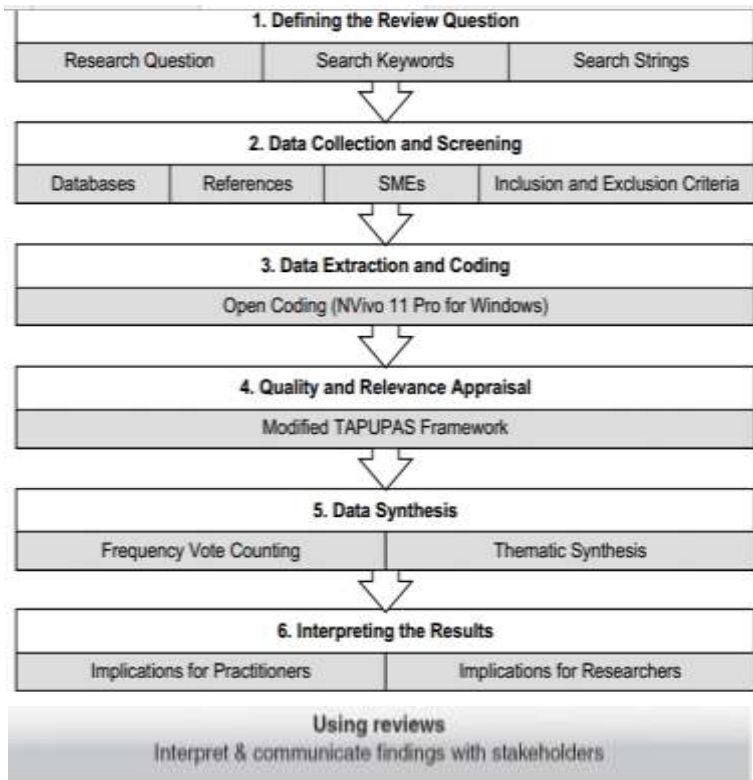 1. Defining the Review Question
Research Question
Search Keywords
Search Strings
2. Data Collection and Screening
Databases
References
SMEs
Inclusion and Exclusion Criteria
3. Data Extraction and Coding
Open Coding (NVivo 11 Pro for Windows)
4. Quality and Relevance Appraisal
Modified TAPUPAS Framework
5. Data Synthesis
Frequency Vote Counting
Thematic Synthesis
6. Interpreting the Results
Implications for Practitioners
Implications for Researchers
Using reviews
Interpret & communicate findings with stakeholders